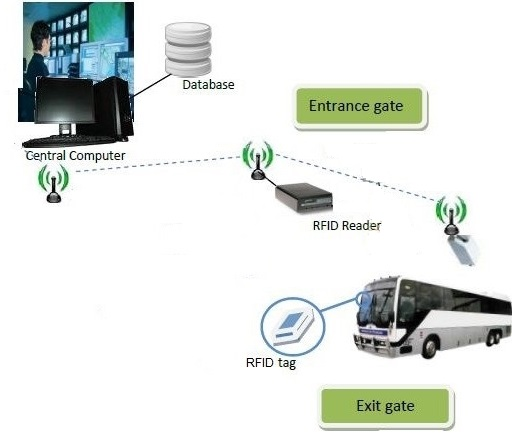 Database
Entrance gate
Central Computer
RFID Reader
RFID tag
Exit gate